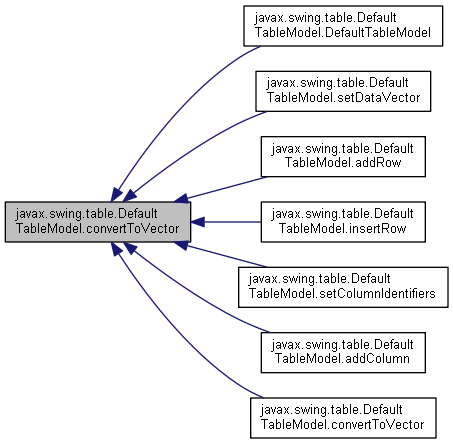 javax.swing.table.Default
TableModel.DefaultTableModel
javax.swing.table.Default
TableModel.setDataVector
javax.swing.table.Default
TableModel.addRow
javax.swing.table.Default
TableModel.convertToVector
javax.swing.table.Default
TableModel.insertRow
javax.swing.table.Default
TableModel.setColumnIdentifiers
javax.swing.table.Default
TableModel.addColumn
javax.swing.table.Default
TableModel.convertToVector